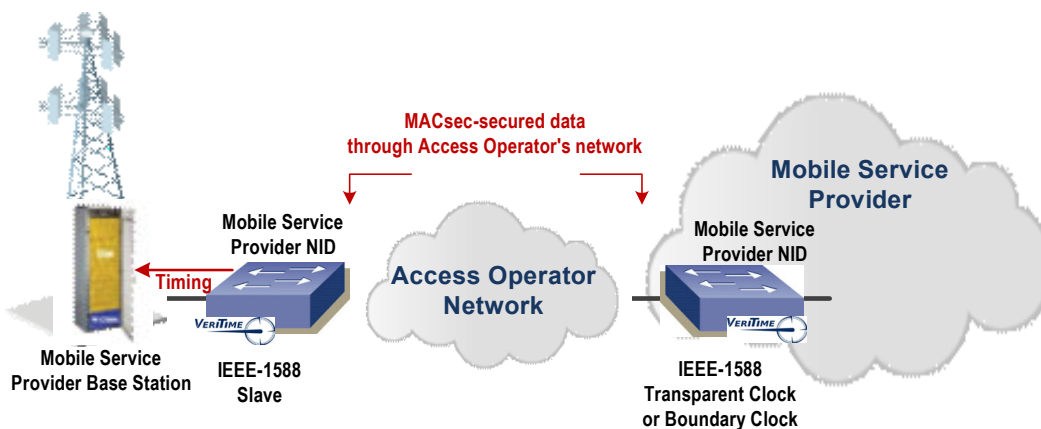 MACsec-secured data
through Access Operator's network
Mobile Service
Provider
Mobile Service
Provider NID
Mobile Service
Provider NID
Access Operator
Network
Timing
VERITIME
VERITIME
Mobile Service
Provider Base Station
IEEE-1588
Slave
IEEE-1588
Transparent Clock
or Boundary Clock